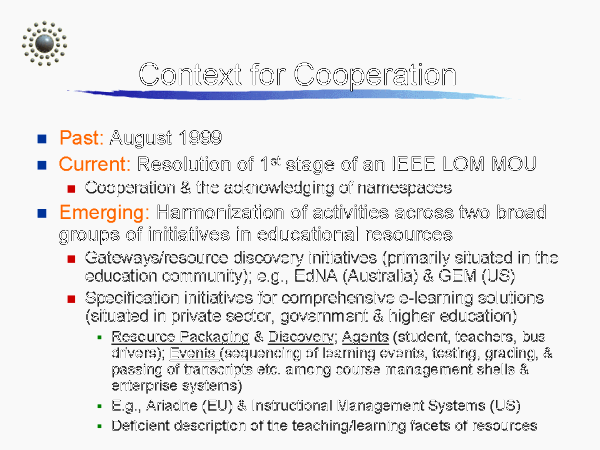 Context for Cooperation
Past: August 1999
Current: Resolution of 1st stage of an IEEE LOM MOU
Cooperation & the acknowledging of namespaces
Emerging: Harmonization of activities across two broad
groups of initiatives in educational resources
Gateways/resource discovery initiatives (primarily situated in the
education community); e.g., EdNA (Australia) & GEM (US)
Specification initiatives for comprehensive e-learning solutions
(situated in private sector, government & higher education)
Resource Packaging & Discovery; Agents (student, teachers, bus
drivers); Events (sequencing of learning events, testing, grading, &
passing of transcripts etc. among course management shells &
enterprise systems)
E.g., Ariadne (EU) & Instructional Management Systems (US)
Deficient description of the teaching/learning facets of resources